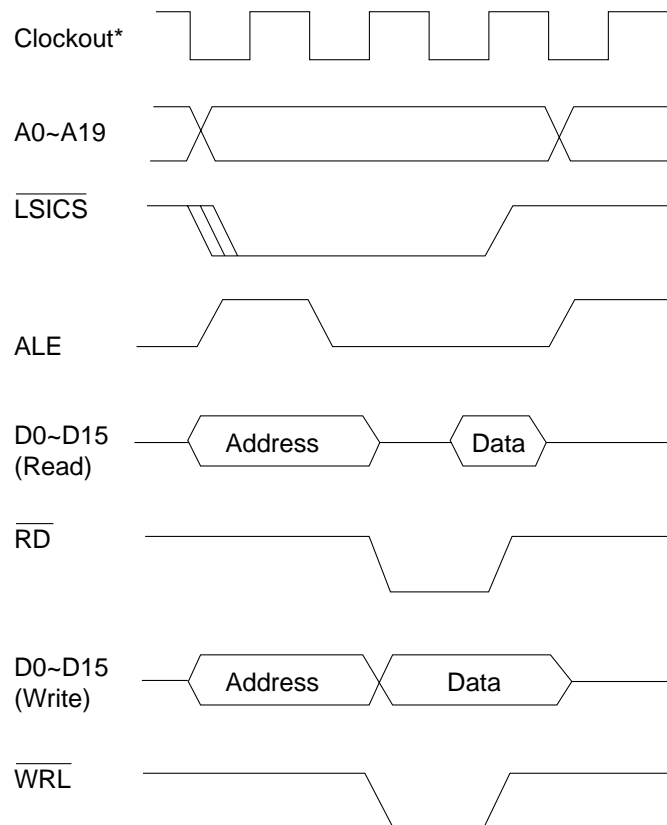 Clockout*
A0~A19
LSICS
ALE
D0~D15
(Read)
Address
Data
RD
D0~D15
(Write)
Address
Data
WRL